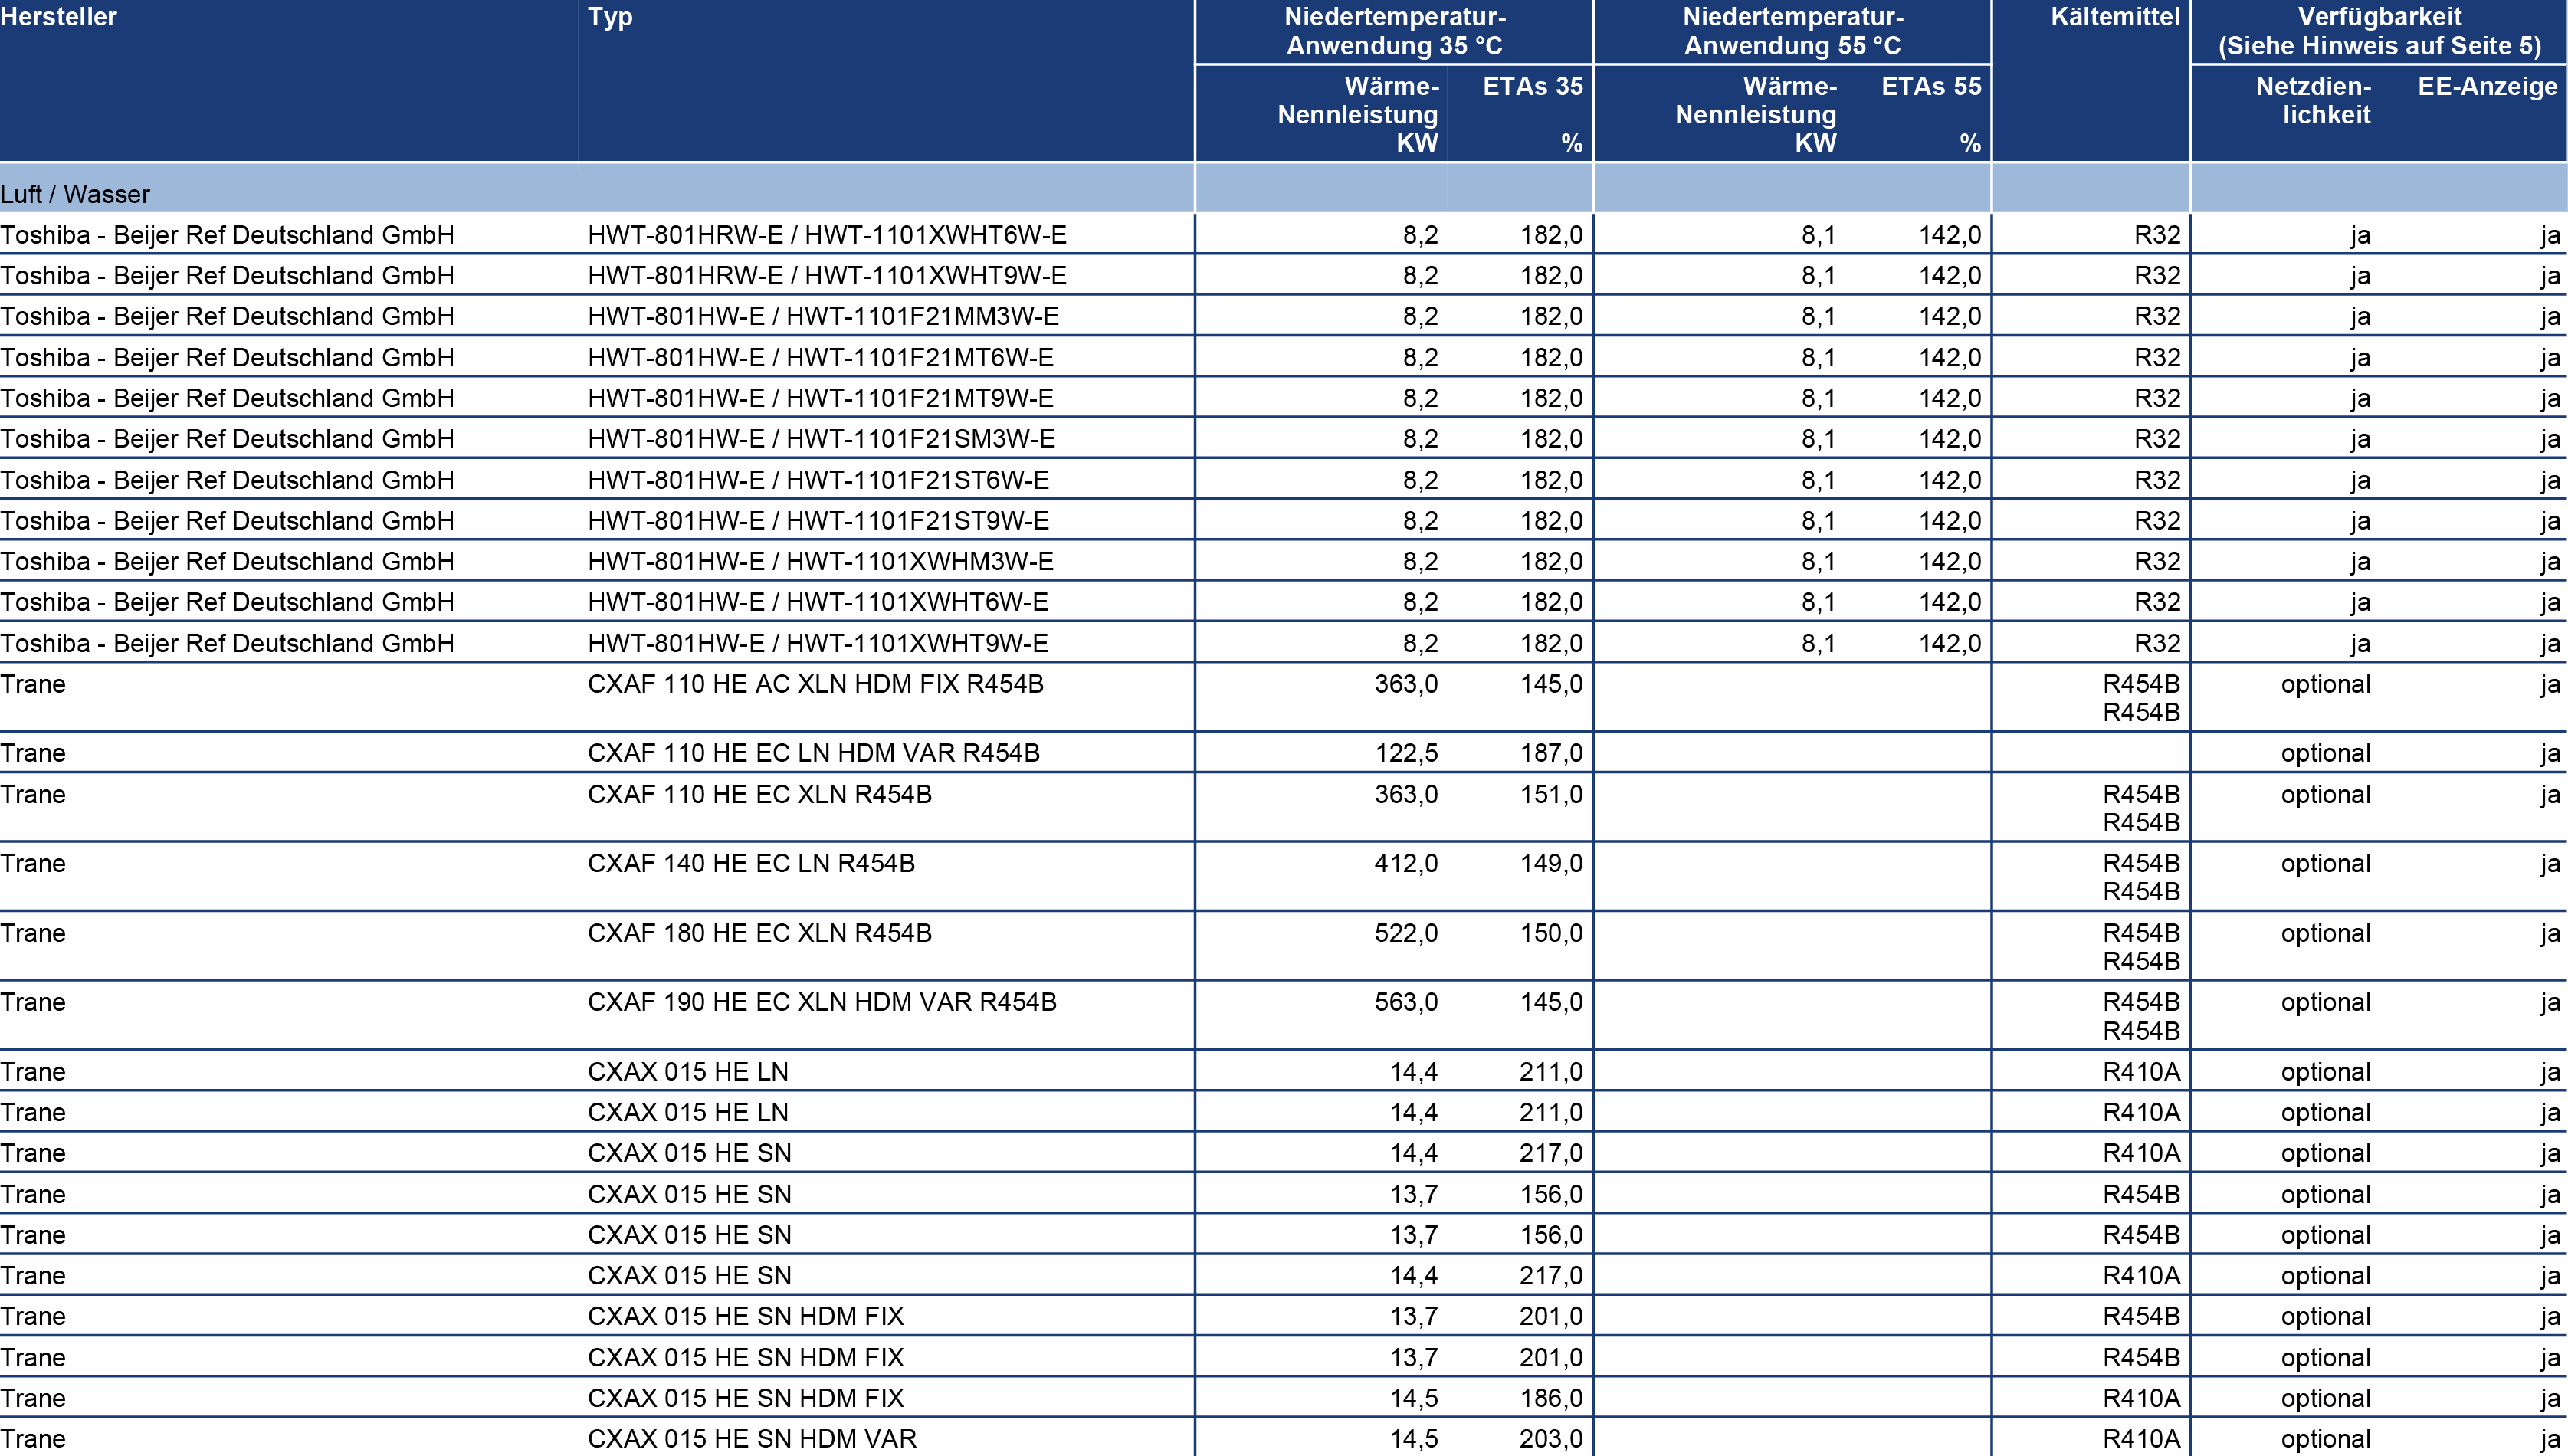 Hersteller Typ Niedertemperatur- Niedertemperatur- Kältemittel Verfügbarkeit
Anwendung 35 °C Anwendung 55 °C (Siehe Hinweis auf Seite 5)
Wärme- ETAs 35 Wärme- ETAs 55 Netzdien- EE-Anzeige
Nennleistung Nennleistung lichkeit
KW % KW %
Luft / Wasser
Toshiba - Beijer Ref Deutschland GmbH HWT-801HRW-E / HWT-1101XWHT6W-E 8,2 182,0 8,1 142,0 R32 ja ja
Toshiba - Beijer Ref Deutschland GmbH HWT-801HRW-E / HWT-1101XWHT9W-E 8,2 182,0 8,1 142,0 R32 ja ja
Toshiba - Beijer Ref Deutschland GmbH HWT-801HW-E / HWT-1101F21MM3W-E 8,2 182,0 8,1 142,0 R32 ja ja
Toshiba - Beijer Ref Deutschland GmbH HWT-801HW-E / HWT-1101F21MT6W-E 8,2 182,0 8,1 142,0 R32 ja ja
Toshiba - Beijer Ref Deutschland GmbH HWT-801HW-E / HWT-1101F21MT9W-E 8,2 182,0 8,1 142,0 R32 ja ja
Toshiba - Beijer Ref Deutschland GmbH HWT-801HW-E / HWT-1101F21SM3W-E 8,2 182,0 8,1 142,0 R32 ja ja
Toshiba - Beijer Ref Deutschland GmbH HWT-801HW-E / HWT-1101F21ST6W-E 8,2 182,0 8,1 142,0 R32 ja ja
Toshiba - Beijer Ref Deutschland GmbH HWT-801HW-E / HWT-1101F21ST9W-E 8,2 182,0 8,1 142,0 R32 ja ja
Toshiba - Beijer Ref Deutschland GmbH HWT-801HW-E / HWT-1101XWHM3W-E 8,2 182,0 8,1 142,0 R32 ja ja
Toshiba - Beijer Ref Deutschland GmbH HWT-801HW-E / HWT-1101XWHT6W-E 8,2 182,0 8,1 142,0 R32 ja ja
Toshiba - Beijer Ref Deutschland GmbH HWT-801HW-E / HWT-1101XWHT9W-E 8,2 182,0 8,1 142,0 R32 ja ja
Trane CXAF 110 HE AC XLN HDM FIX R454B 363,0 145,0 R454B optional ja
R454B
Trane CXAF 110 HE EC LN HDM VAR R454B 122,5 187,0 optional ja
Trane CXAF 110 HE EC XLN R454B 363,0 151,0 R454B optional ja
R454B
Trane CXAF 140 HE EC LN R454B 412,0 149,0 R454B optional ja
R454B
Trane CXAF 180 HE EC XLN R454B 522,0 150,0 R454B optional ja
R454B
Trane CXAF 190 HE EC XLN HDM VAR R454B 563,0 145,0 R454B optional ja
R454B
Trane CXAX 015 HE LN 14,4 211,0 R410A optional ja
Trane CXAX 015 HE LN 14,4 211,0 R410A optional ja
Trane CXAX 015 HE SN 14,4 217,0 R410A optional ja
Trane CXAX 015 HE SN 13,7 156,0 R454B optional ja
Trane CXAX 015 HE SN 13,7 156,0 R454B optional ja
Trane CXAX 015 HE SN 14,4 217,0 R410A optional ja
Trane CXAX 015 HE SN HDM FIX 13,7 201,0 R454B optional ja
Trane CXAX 015 HE SN HDM FIX 13,7 201,0 R454B optional ja
Trane CXAX 015 HE SN HDM FIX 14,5 186,0 R410A optional ja
Trane CXAX 015 HE SN HDM VAR 14,5 203,0 R410A optional ja